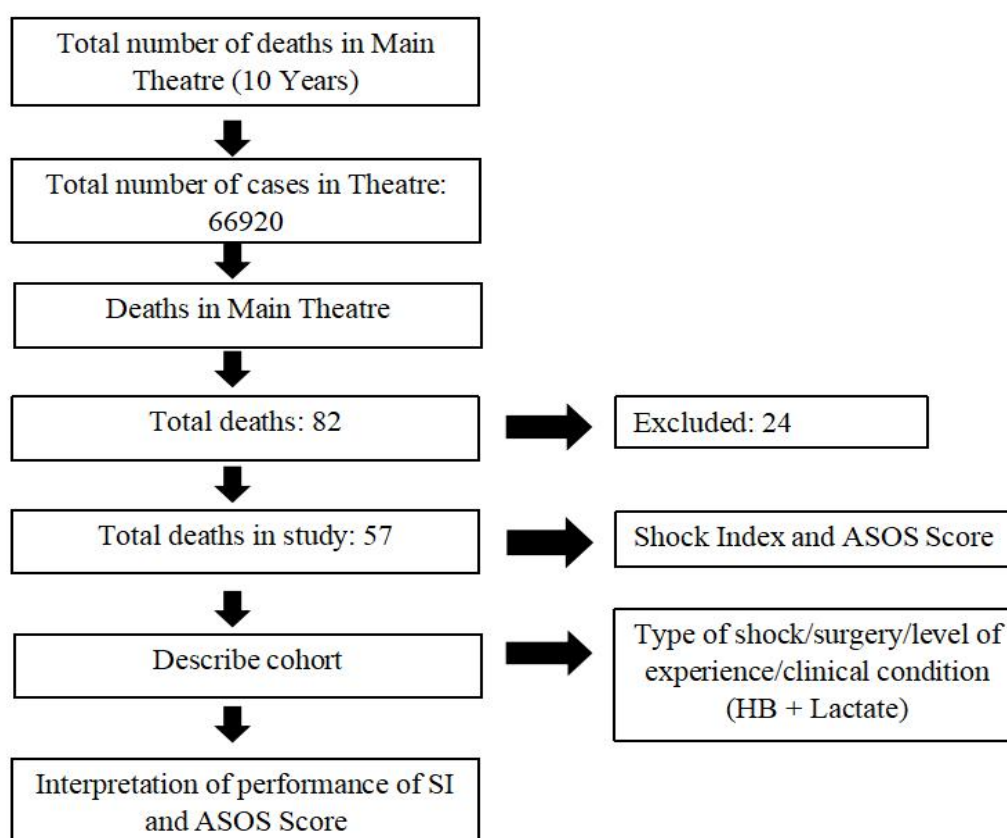 Total number of deaths in Main
Theatre (10 Years)
Total number of cases in Theatre:
66920
Deaths in Main Theatre
Total deaths: 82
Excluded: 24
Total deaths in study: 57
Shock Index and ASOS Score
Describe cohort
Type of shock/surgery/level of
experience/clinical condition
(HB + Lactate)
Interpretation of performance of SI
and ASOS Score